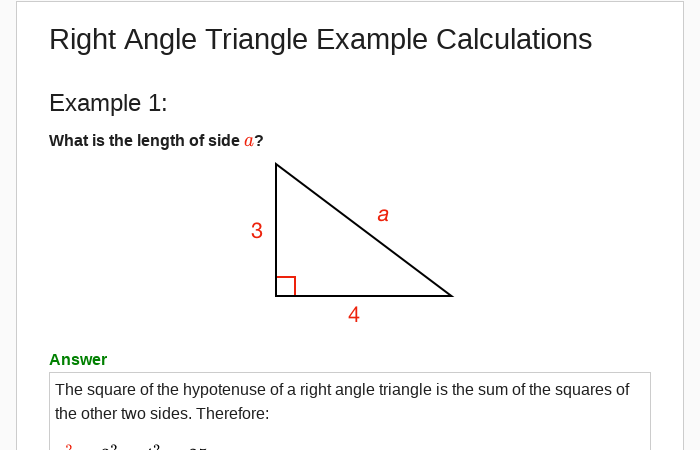 Right Angle Triangle Example Calculations
Example 1:
What is the length of side a?
3
a
4
Answer
The square of the hypotenuse of a right angle triangle is the sum of the squares of
the other two sides. Therefore: